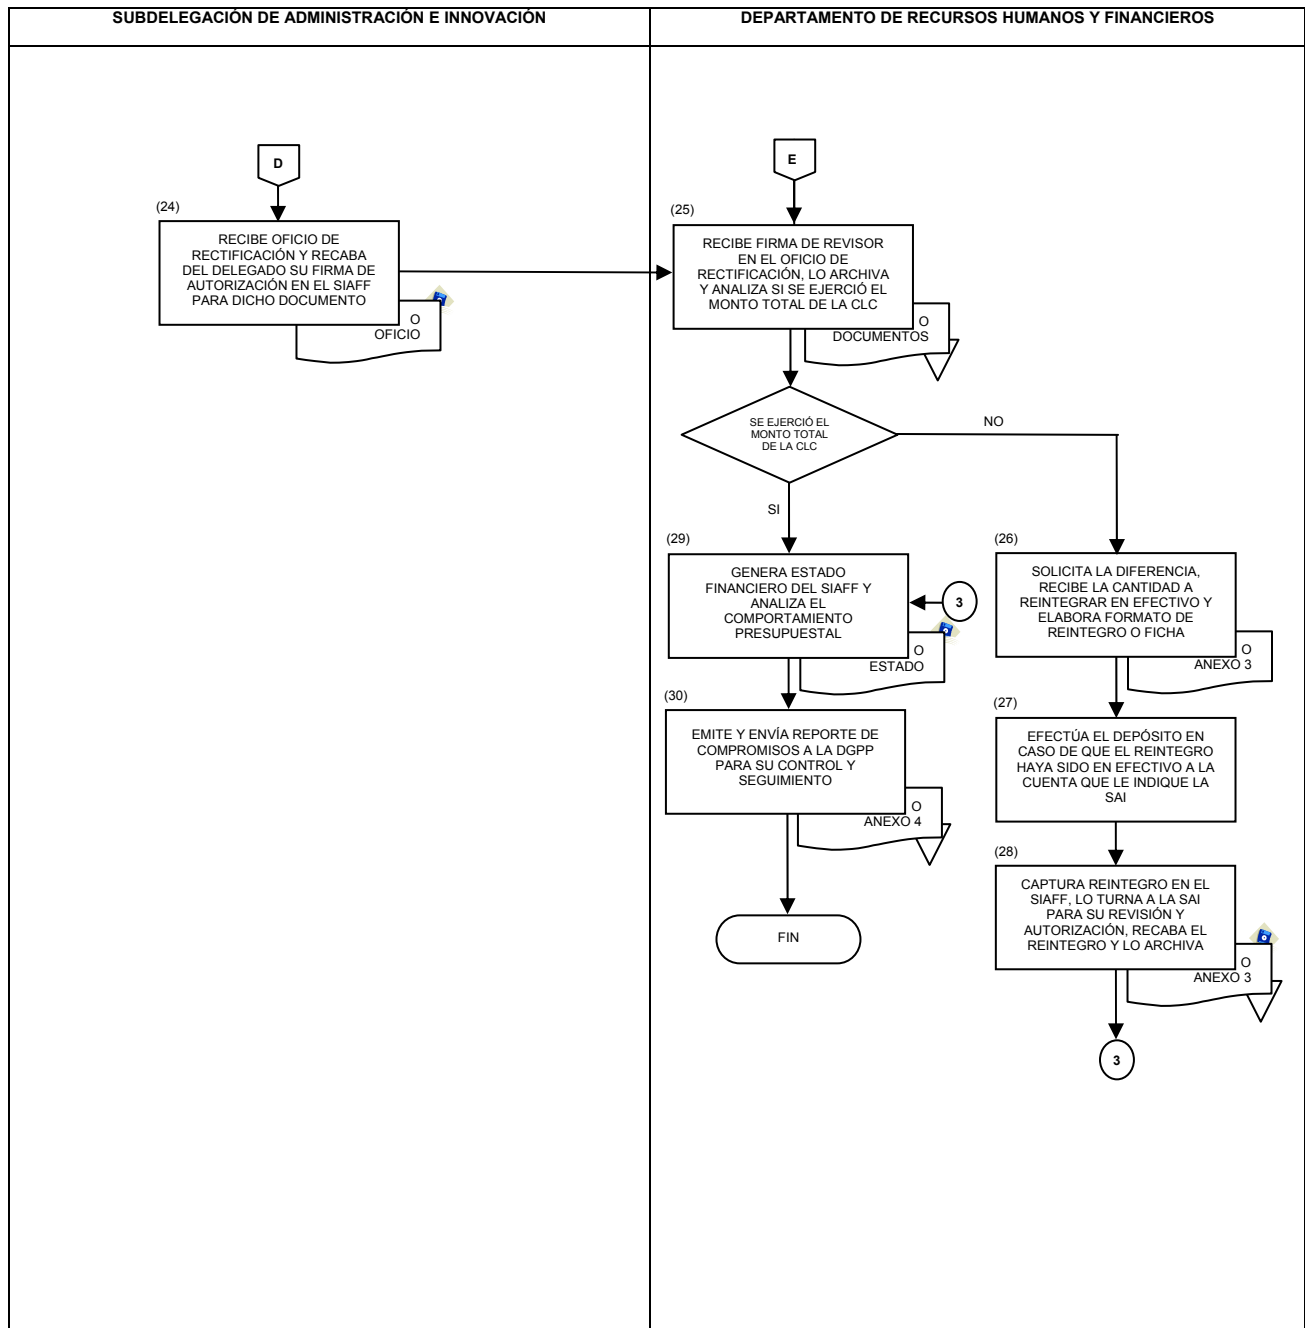 SUBDELEGACIÓN DE ADMINISTRACIÓN E INNOVACIÓN
DEPARTAMENTO DE RECURSOS HUMANOS Y FINANCIEROS
D
(24)
RECIBE OFICIO DE
RECTIFICACIÓN Y RECABA
DEL DELEGADO SU FIRMA DE
AUTORIZACIÓN EN EL SIAFF
PARA DICHO DOCUMENTO
O
OFICIO
E
(25)
RECIBE FIRMA DE REVISOR
EN EL OFICIO DE
RECTIFICACIÓN, LO ARCHIVA
Y ANALIZA SI SE EJERCIÓ EL
MONTO TOTAL DE LA CLC
O
DOCUMENTOS
SE EJERCIÓ EL
MONTO TOTAL
DE LA CLC
NO
SI
(29)
GENERA ESTADO
FINANCIERO DEL SIAFF Y
ANALIZA EL
COMPORTAMIENTO
PRESUPUESTAL
3
O
ESTADO
(30)
EMITE Y ENVÍA REPORTE DE
COMPROMISOS A LA DGPP
PARA SU CONTROL Y
SEGUIMIENTO
O
ANEXO 4
FIN
(26)
SOLICITA LA DIFERENCIA,
RECIBE LA CANTIDAD A
REINTEGRAR EN EFECTIVO Y
ELABORA FORMATO DE
REINTEGRO O FICHA
O
ANEXO 3
(27)
EFECTÚA EL DEPÓSITO EN
CASO DE QUE EL REINTEGRO
HAYA SIDO EN EFECTIVO A LA
CUENTA QUE LE INDIQUE LA
SAI
(28)
CAPTURA REINTEGRO EN EL
SIAFF, LO TURNA A LA SAI
PARA SU REVISIÓN Y
AUTORIZACIÓN, RECABA EL
REINTEGRO Y LO ARCHIVA
O
ANEXO 3
3